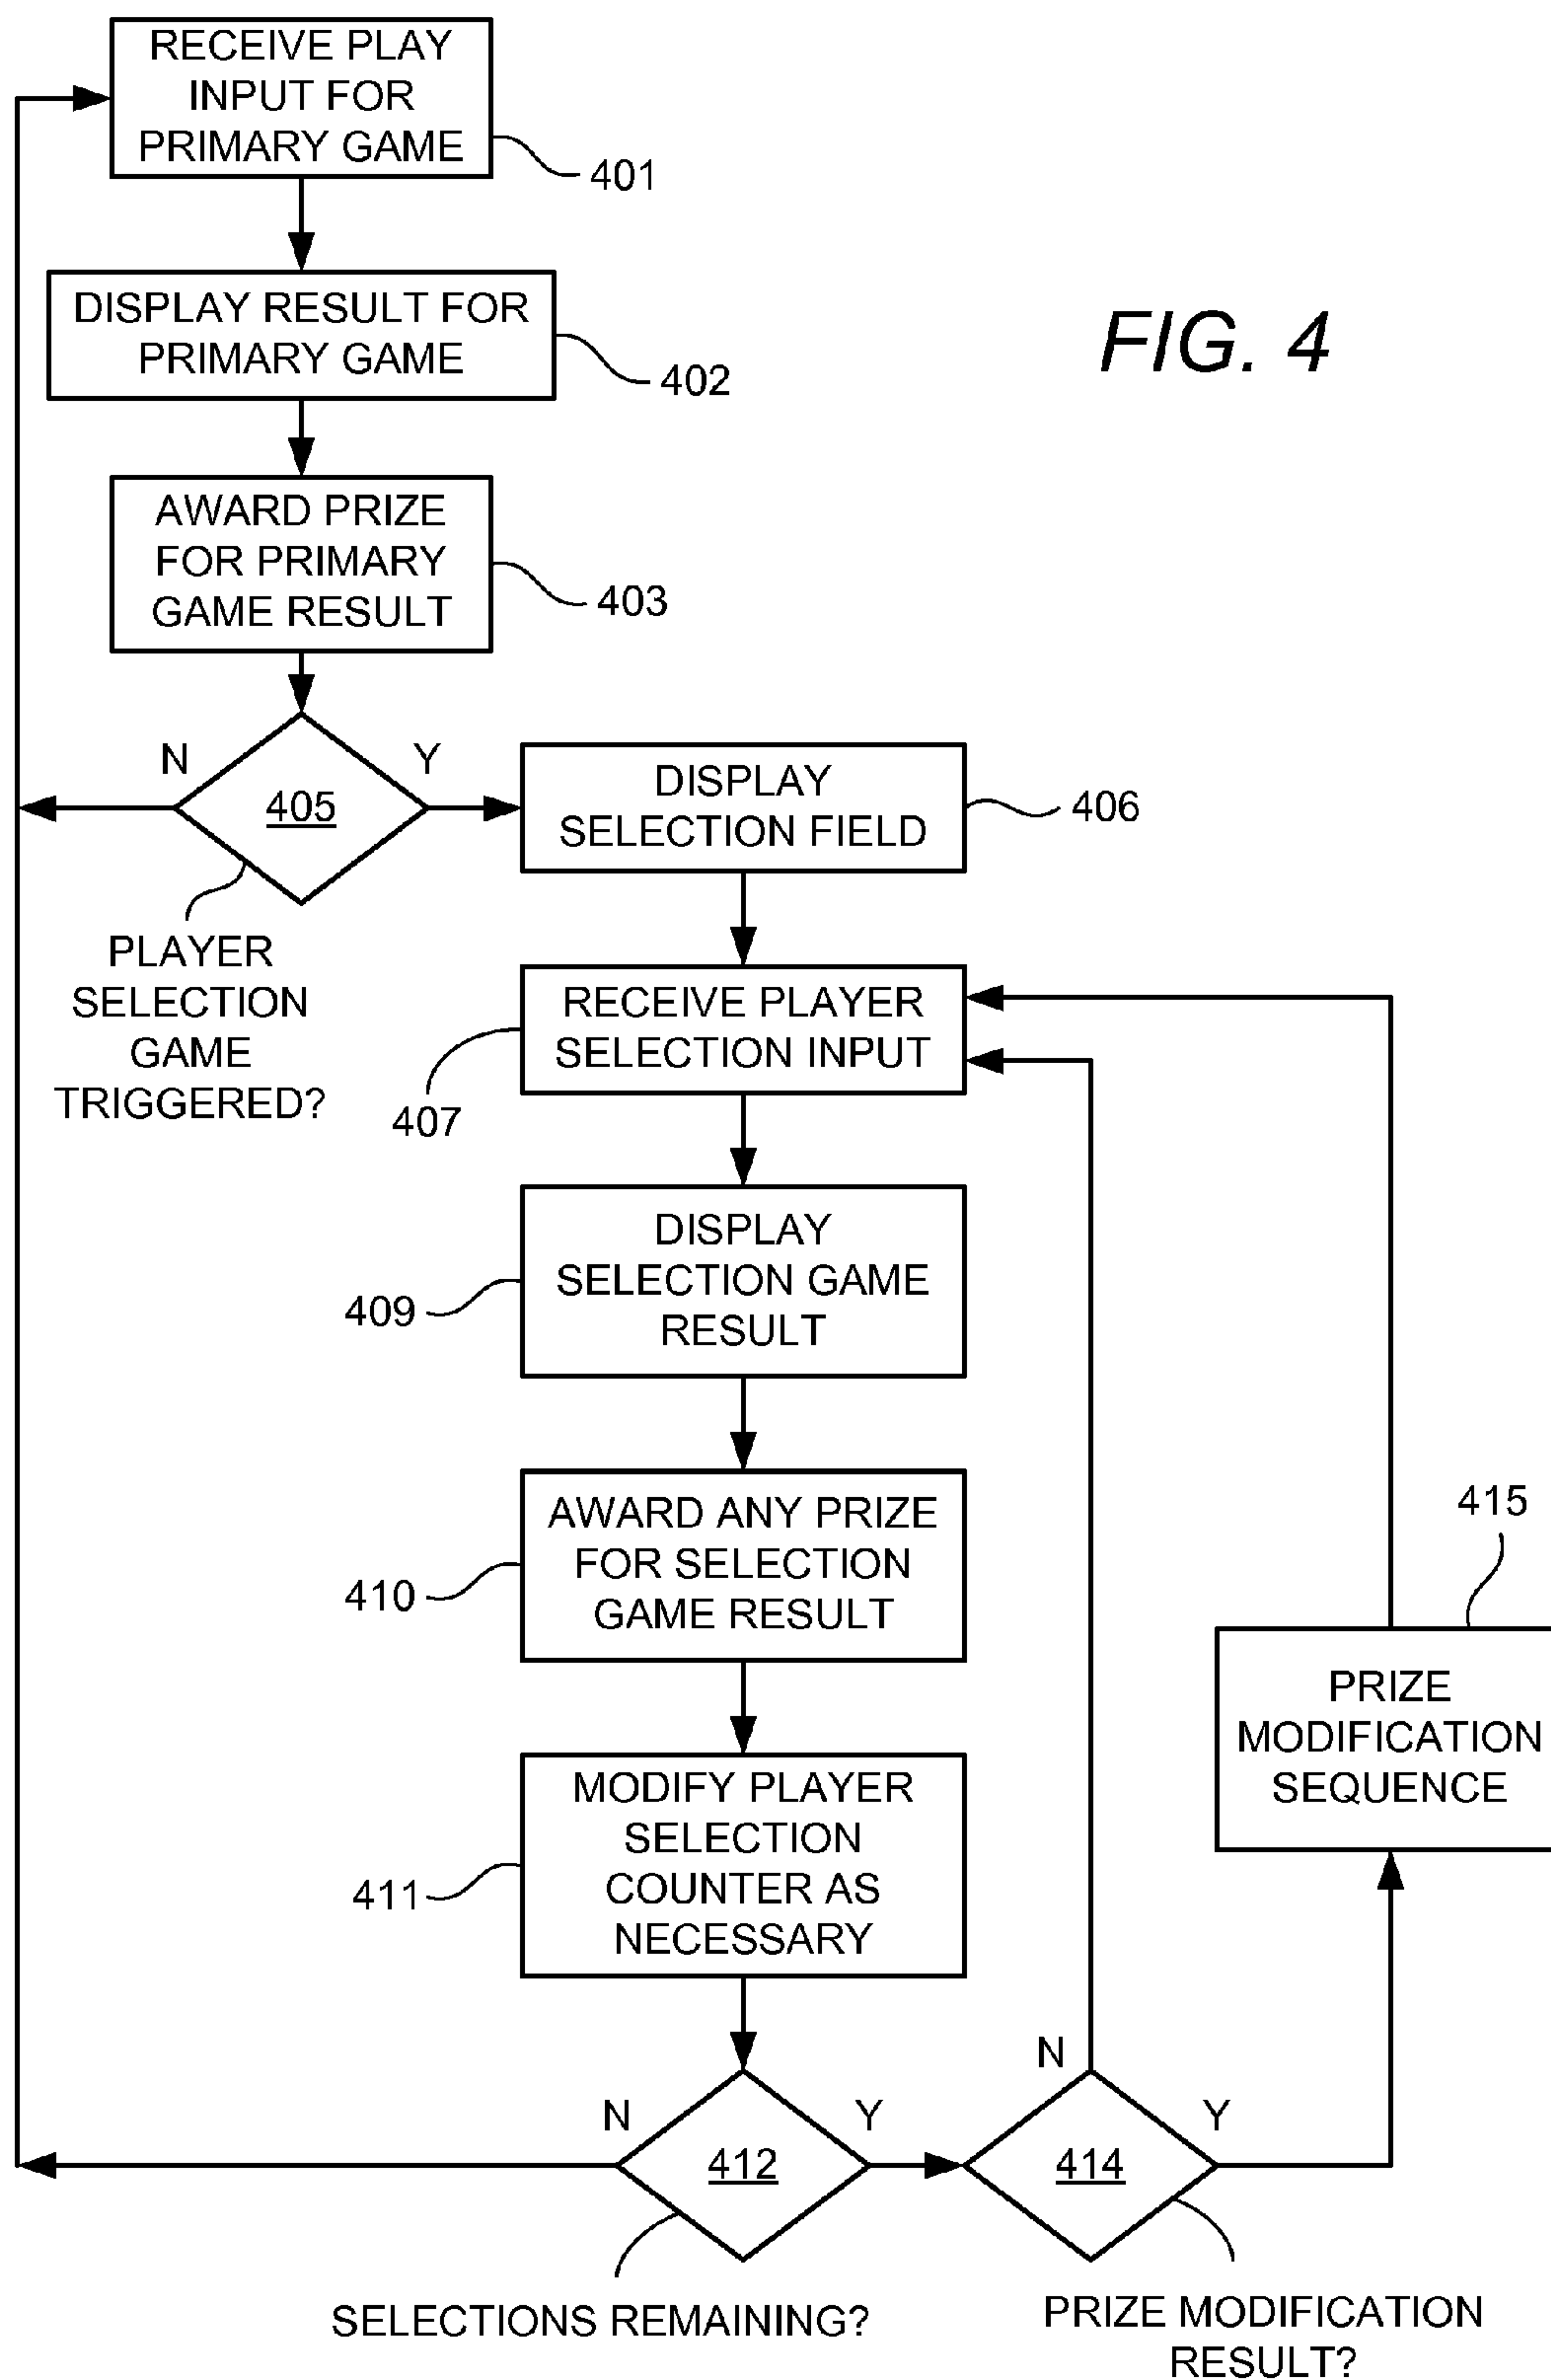 RECEIVE PLAY
INPUT FOR
PRIMARY GAME
401
DISPLAY RESULT FOR
PRIMARY GAME
402
FIG. 4
AWARD PRIZE
FOR PRIMARY
GAME RESULT
403
N
Y
405
PLAYER
SELECTION
GAME
TRIGGERED?
DISPLAY
SELECTION FIELD
406
RECEIVE PLAYER
SELECTION INPUT
407
DISPLAY
SELECTION GAME
RESULT
409
AWARD ANY PRIZE
FOR SELECTION
GAME RESULT
410
415
PRIZE
MODIFICATION
SEQUENCE
MODIFY PLAYER
SELECTION
COUNTER AS
NECESSARY
411
N
Y
412
SELECTIONS REMAINING?
N
Y
414
PRIZE MODIFICATION
RESULT?